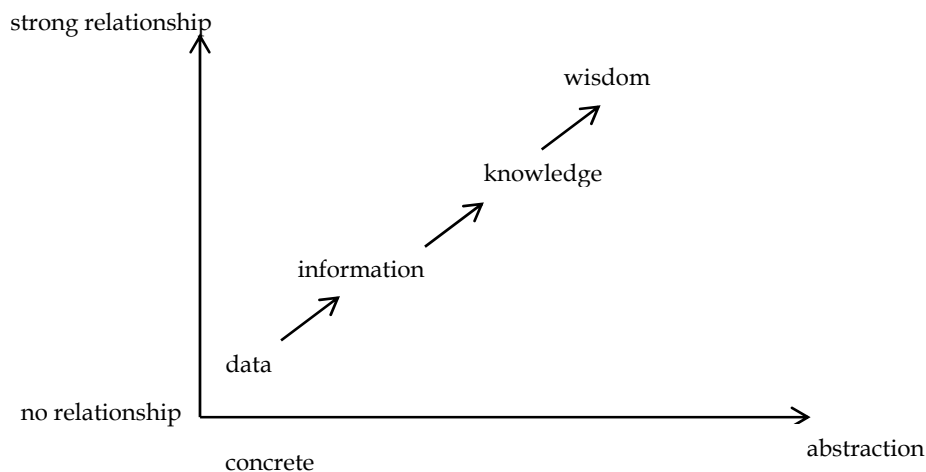 strong relationship
wisdom
knowledge
information
data
no relationship
abstraction
concrete